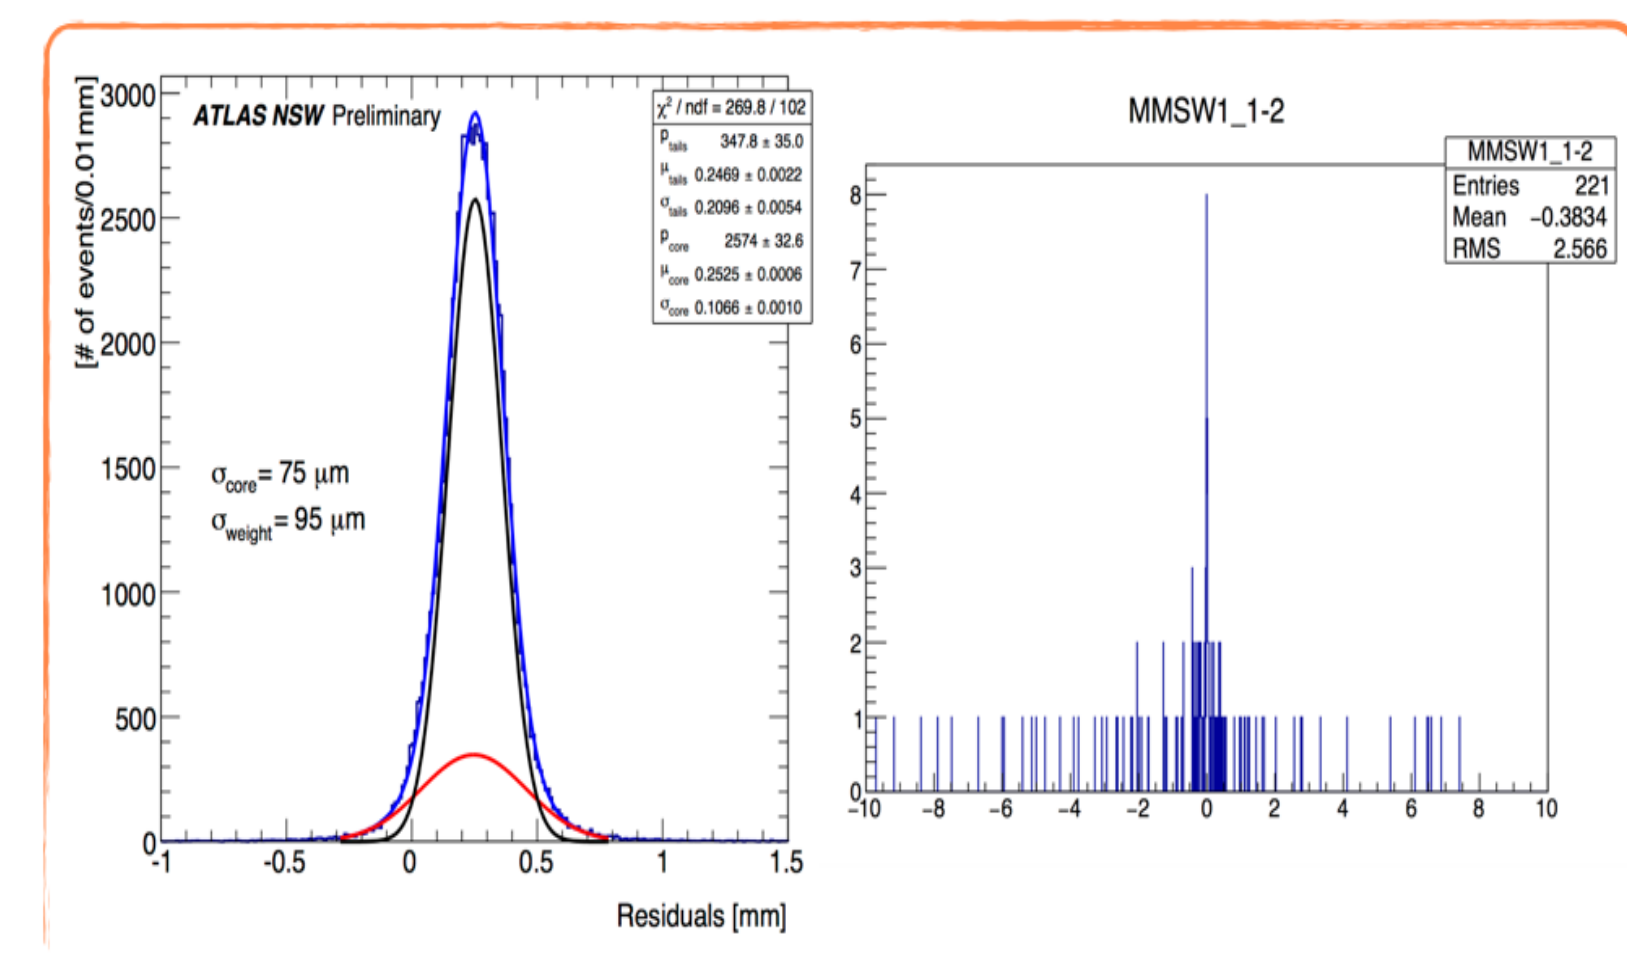 [# of events/0.01mm]
3000
2500
2000
1500
1000
500
0
ATLAS NSW Preliminary
χ² / ndf = 269.8 / 102
p_tails 347.8 ± 35.0
μ_tails 0.2469 ± 0.0022
σ_tails 0.2096 ± 0.0054
p_core 2574 ± 32.6
μ_core 0.2525 ± 0.0006
σ_core 0.1066 ± 0.0010
σ_core= 75 μm
σ_weight= 95 μm
-1 -0.5 0 0.5 1 1.5
Residuals [mm]
MMSW1_1-2
MMSW1_1-2
Entries 221
Mean −0.3834
RMS 2.566
8
7
6
5
4
3
2
1
0
−10 −8 −6 −4 −2 0 2 4 6 8 10